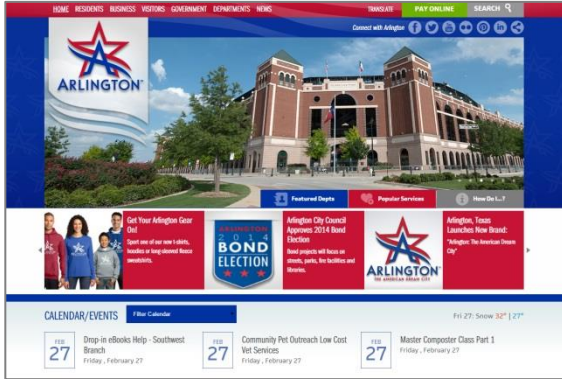 HOME RESIDENTS BUSINESS VISITORS GOVERNMENT DEPARTMENTS NEWS TRANSLATE PAY ONLINE SEARCH
Connect with Arlington
ARLINGTON
Featured Depts
Popular Services
How Do I...?
Get Your Arlington Gear
On!
Sport one of our new t-shirts,
hoodies or long-sleeved fleece
sweatshirts.
ARLINGTON
2014
BOND
ELECTION
Arlington City Council
Approves 2014 Bond
Election
Bond projects will focus on
streets, parks, fire facilities and
libraries.
ARLINGTON
THE AMERICAN DREAM CITY
Arlington, Texas
Launches New Brand:
"Arlington: The American Dream
City"
CALENDAR/EVENTS
Filter Calendar
Fri 27: Snow 32° | 27°
FEB
27
Drop-in eBooks Help - Southwest
Branch
Friday , February 27
FEB
27
Community Pet Outreach Low Cost
Vet Services
Friday , February 27
FEB
27
Master Composter Class Part 1
Friday , February 27